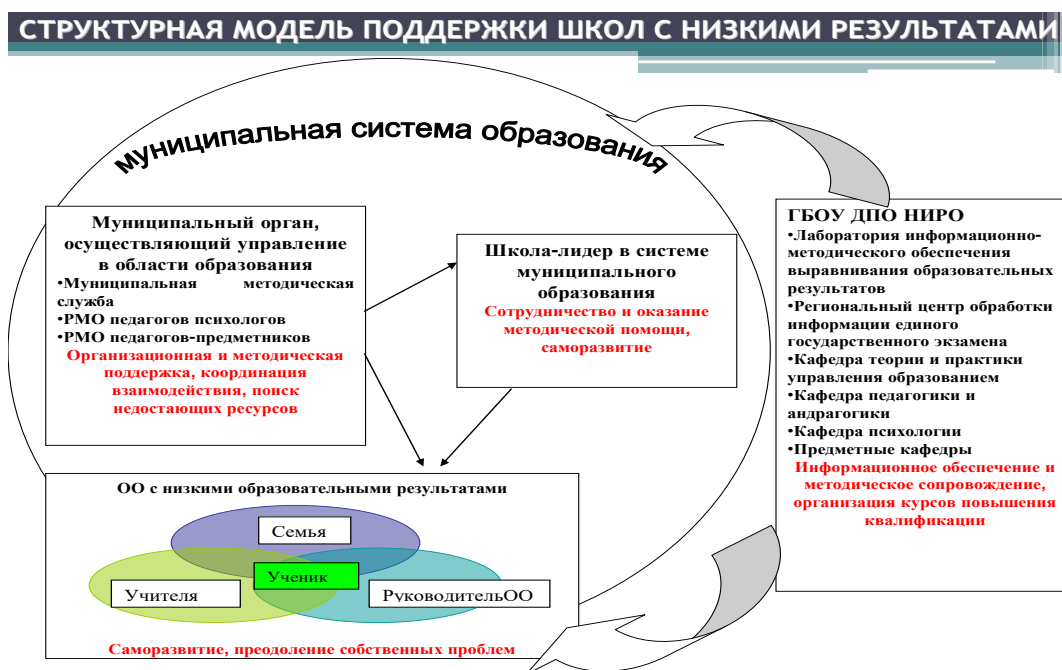 СТРУКТУРНАЯ МОДЕЛЬ ПОДДЕРЖКИ ШКОЛ С НИЗКИМИ РЕЗУЛЬТАТАМИ
муниципальная система образования
Муниципальный орган,
осуществляющий управление
в области образования
•Муниципальная методическая
служба
•РМО педагогов психологов
•РМО педагогов-предметников
Организационная и методическая
поддержка, координация
взаимодействия, поиск
недостающих ресурсов
Школа-лидер в системе
муниципального
образования
Сотрудничество и оказание
методической помощи,
саморазвитие
ГБОУ ДПО НИРО
•Лаборатория информационно-
методического обеспечения
выравнивания образовательных
результатов
•Региональный центр обработки
информации единого
государственного экзамена
•Кафедра теории и практики
управления образованием
•Кафедра педагогики и
андрагогики
•Кафедра психологии
•Предметные кафедры
Информационное обеспечение и
методическое сопровождение,
организация курсов повышения
квалификации
ОО с низкими образовательными результатами
Семья
Ученик
Учителя
РуководительОО
Саморазвитие, преодоление собственных проблем